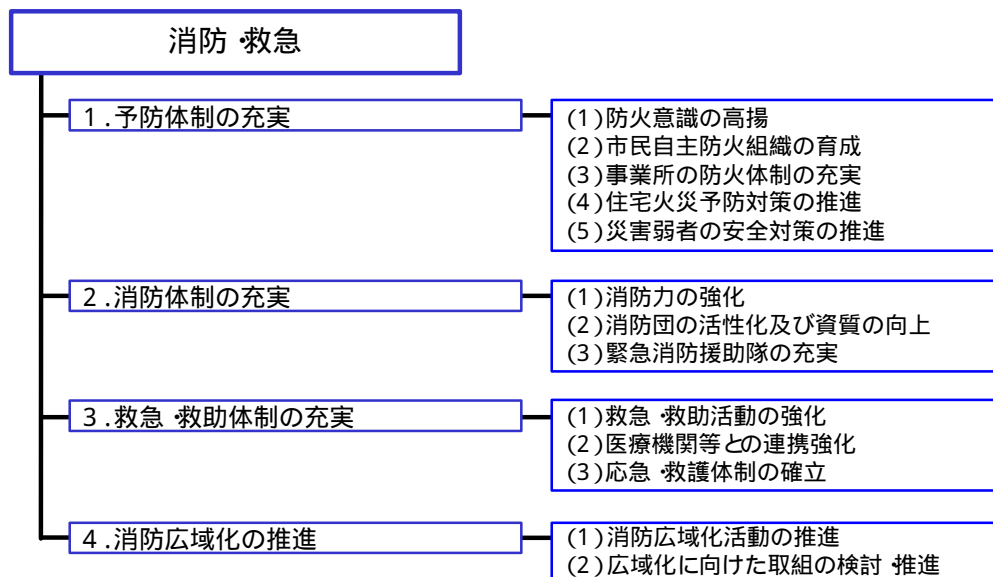 消防・救急
1.予防体制の充実
(1)防火意識の高揚
(2)市民自主防火組織の育成
(3)事業所の防火体制の充実
(4)住宅火災予防対策の推進
(5)災害弱者の安全対策の推進
2.消防体制の充実
(1)消防力の強化
(2)消防団の活性化及び資質の向上
(3)緊急消防援助隊の充実
3.救急・救助体制の充実
(1)救急・救助活動の強化
(2)医療機関等との連携強化
(3)応急・救護体制の確立
4.消防広域化の推進
(1)消防広域化活動の推進
(2)広域化に向けた取組の検討・推進